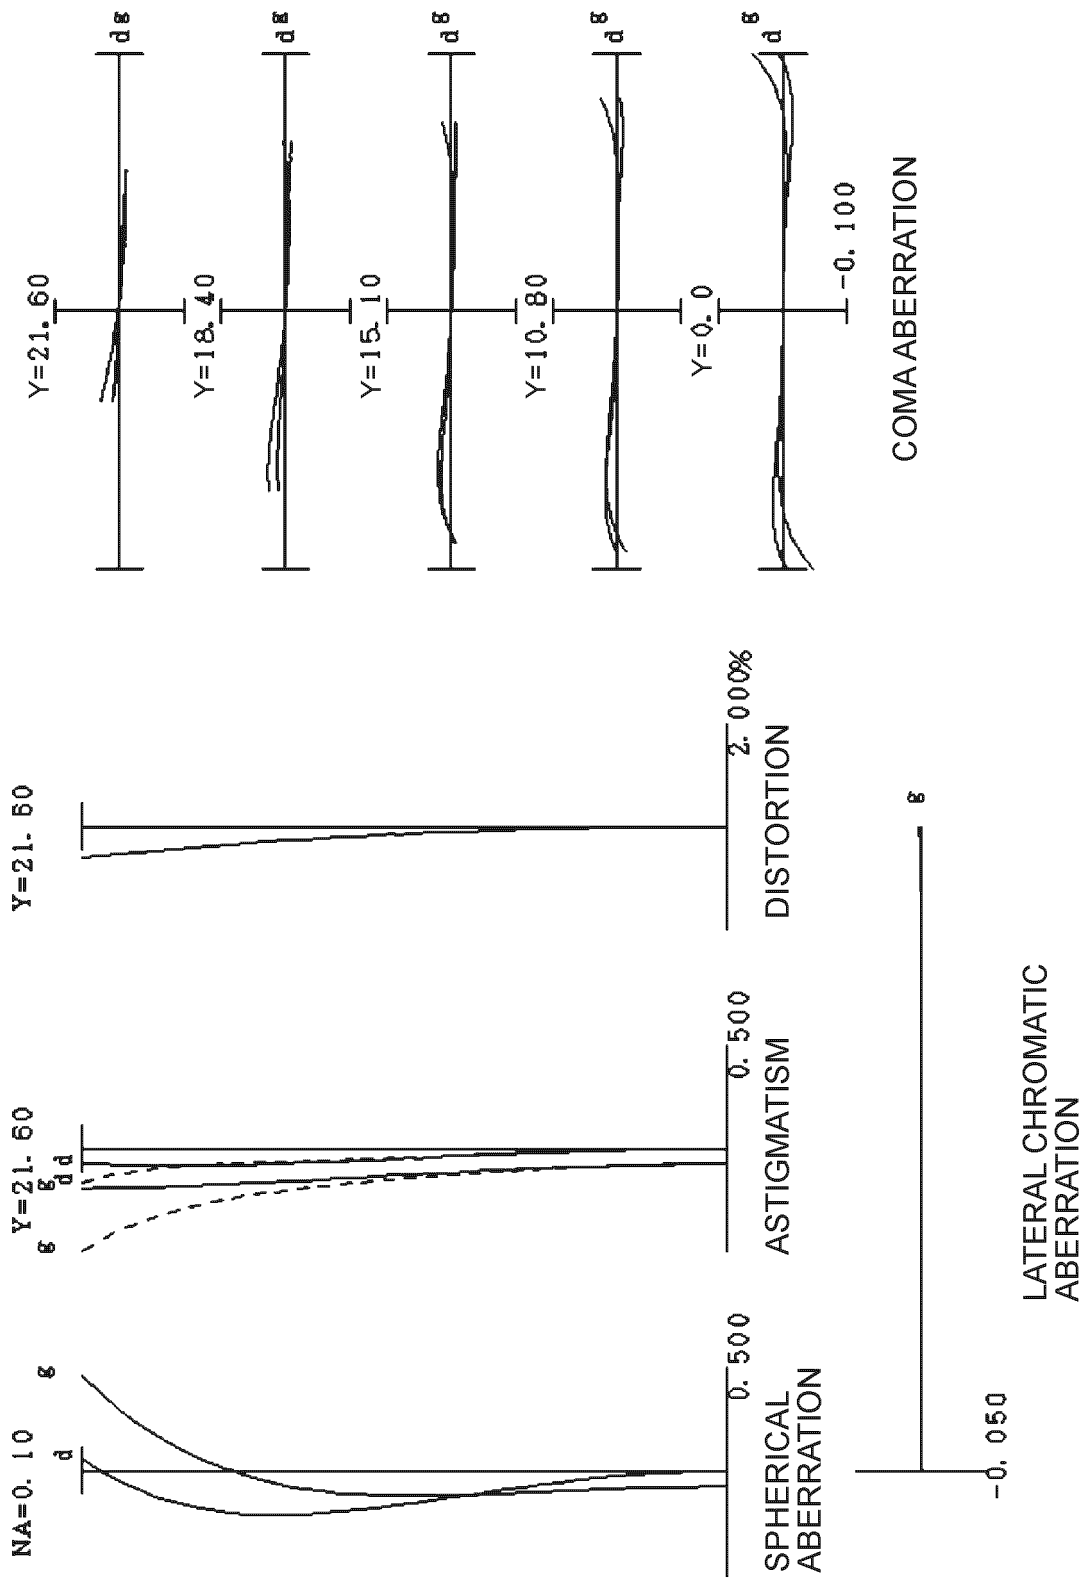 NA=0.10
g
d
0.500
SPHERICAL
ABERRATION
Y=21.60
g g
d d
0.500
ASTIGMATISM
Y=21.60
2.000%
DISTORTION
Y=21.60
g
d
Y=18.40
g
d
Y=15.10
g
d
Y=10.80
g
d
Y=0.0
g
d
-0.100
COMA ABERRATION
g
-0.050
LATERAL CHROMATIC
ABERRATION